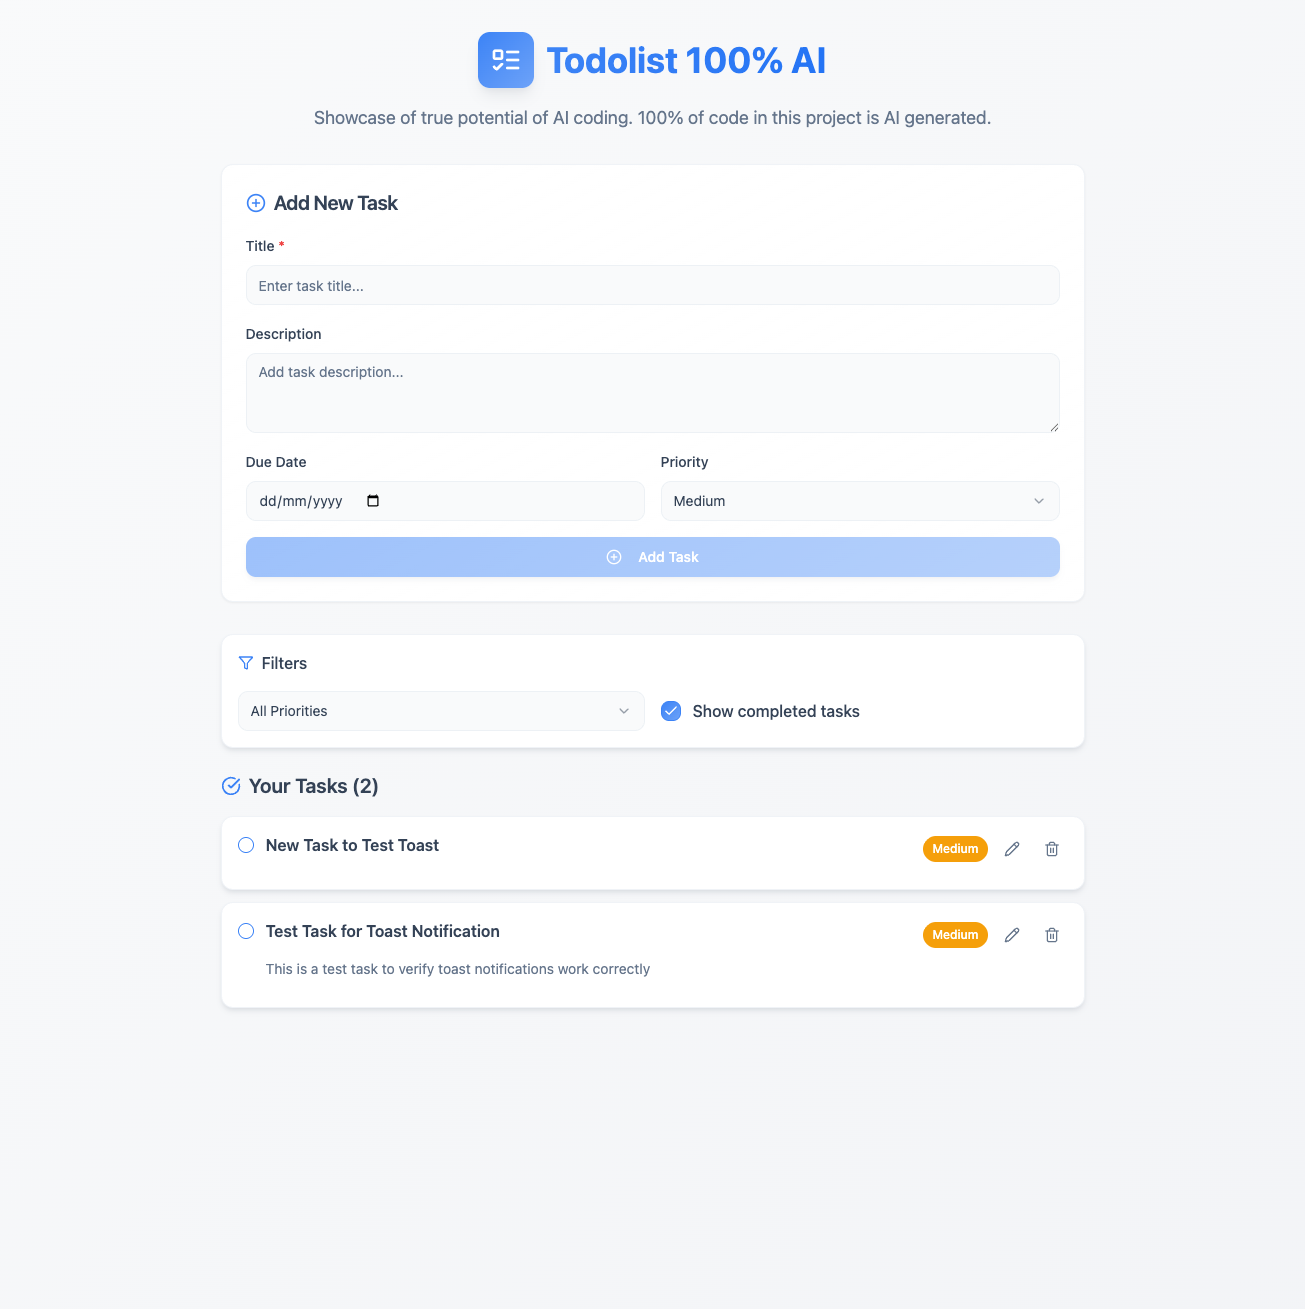 Todolist 100% AI
Showcase of true potential of AI coding. 100% of code in this project is AI generated.
Add New Task
Title *
Enter task title...
Description
Add task description...
Due Date
Priority
dd/mm/yyyy
Medium
Add Task
Filters
All Priorities
Show completed tasks
Your Tasks (2)
New Task to Test Toast
Medium
Test Task for Toast Notification
Medium
This is a test task to verify toast notifications work correctly